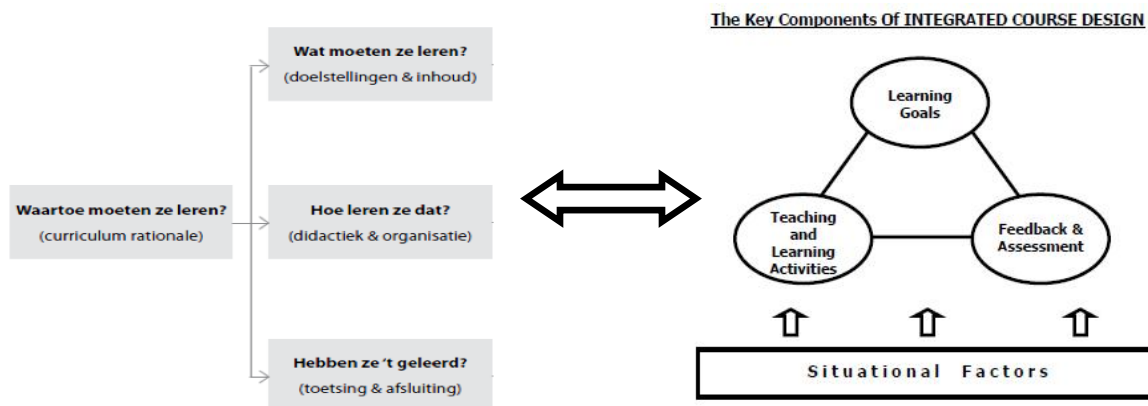 Wat moeten ze leren?
(doelstellingen & inhoud)
Waartoe moeten ze leren?
(curriculum rationale)
Hoe leren ze dat?
(didactiek & organisatie)
Hebben ze 't geleerd?
(toetsing & afsluiting)
The Key Components Of INTEGRATED COURSE DESIGN
Learning
Goals
Teaching
and
Learning
Activities
Feedback &
Assessment
Situational Factors